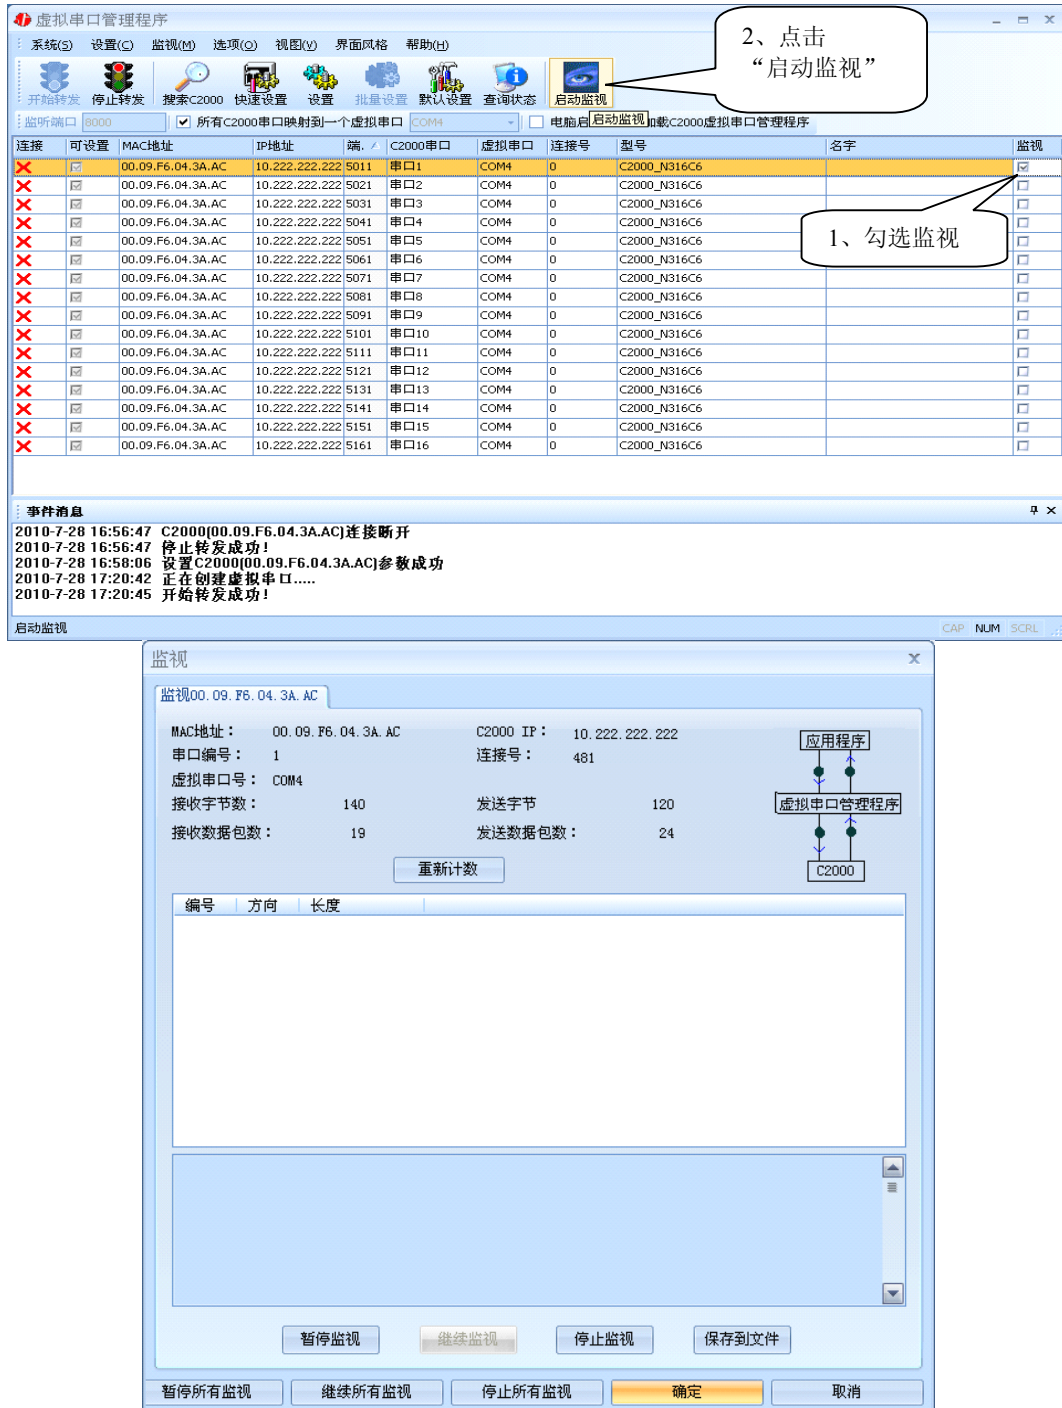 虚拟串口管理程序
系统(S) 设置(C) 监视(M) 选项(O) 视图(V) 界面风格 帮助(H)
2、点击
“启动监视”
开始转发 停止转发 搜索C2000 快速设置 设置 批量设置 默认设置 查询状态 启动监视
监听端口 8000 所有C2000串口映射到一个虚拟串口 COM4 电脑启 启动监视 加载C2000虚拟串口管理程序
连接 可设置 MAC地址 IP地址 端. C2000串口 虚拟串口 连接号 型号 名字 监视
00.09.F6.04.3A.AC 10.222.222.222 5011 串口1 COM4 0 C2000_N316C6
00.09.F6.04.3A.AC 10.222.222.222 5021 串口2 COM4 0 C2000_N316C6
00.09.F6.04.3A.AC 10.222.222.222 5031 串口3 COM4 0 C2000_N316C6
00.09.F6.04.3A.AC 10.222.222.222 5041 串口4 COM4 0 C2000_N316C6
00.09.F6.04.3A.AC 10.222.222.222 5051 串口5 COM4 0 C2000_N316C6
1、勾选监视
00.09.F6.04.3A.AC 10.222.222.222 5061 串口6 COM4 0 C2000_N316C6
00.09.F6.04.3A.AC 10.222.222.222 5071 串口7 COM4 0 C2000_N316C6
00.09.F6.04.3A.AC 10.222.222.222 5081 串口8 COM4 0 C2000_N316C6
00.09.F6.04.3A.AC 10.222.222.222 5091 串口9 COM4 0 C2000_N316C6
00.09.F6.04.3A.AC 10.222.222.222 5101 串口10 COM4 0 C2000_N316C6
00.09.F6.04.3A.AC 10.222.222.222 5111 串口11 COM4 0 C2000_N316C6
00.09.F6.04.3A.AC 10.222.222.222 5121 串口12 COM4 0 C2000_N316C6
00.09.F6.04.3A.AC 10.222.222.222 5131 串口13 COM4 0 C2000_N316C6
00.09.F6.04.3A.AC 10.222.222.222 5141 串口14 COM4 0 C2000_N316C6
00.09.F6.04.3A.AC 10.222.222.222 5151 串口15 COM4 0 C2000_N316C6
00.09.F6.04.3A.AC 10.222.222.222 5161 串口16 COM4 0 C2000_N316C6
事件消息
2010-7-28 16:56:47 C2000(00.09.F6.04.3A.AC)连接断开
2010-7-28 16:56:47 停止转发成功!
2010-7-28 16:58:06 设置C2000(00.09.F6.04.3A.AC)参数成功
2010-7-28 17:20:42 正在创建虚拟串口.....
2010-7-28 17:20:45 开始转发成功!
启动监视 CAP NUM SCRL
监视
监视00.09.F6.04.3A.AC
MAC地址： 00.09.F6.04.3A.AC C2000 IP： 10.222.222.222
串口编号： 1 连接号： 481
虚拟串口号： COM4
接收字节数： 140 发送字节 120
接收数据包数： 19 发送数据包数： 24
应用程序
虚拟串口管理程序
C2000
重新计数
编号 方向 长度
暂停监视 继续监视 停止监视 保存到文件
暂停所有监视 继续所有监视 停止所有监视 确定 取消